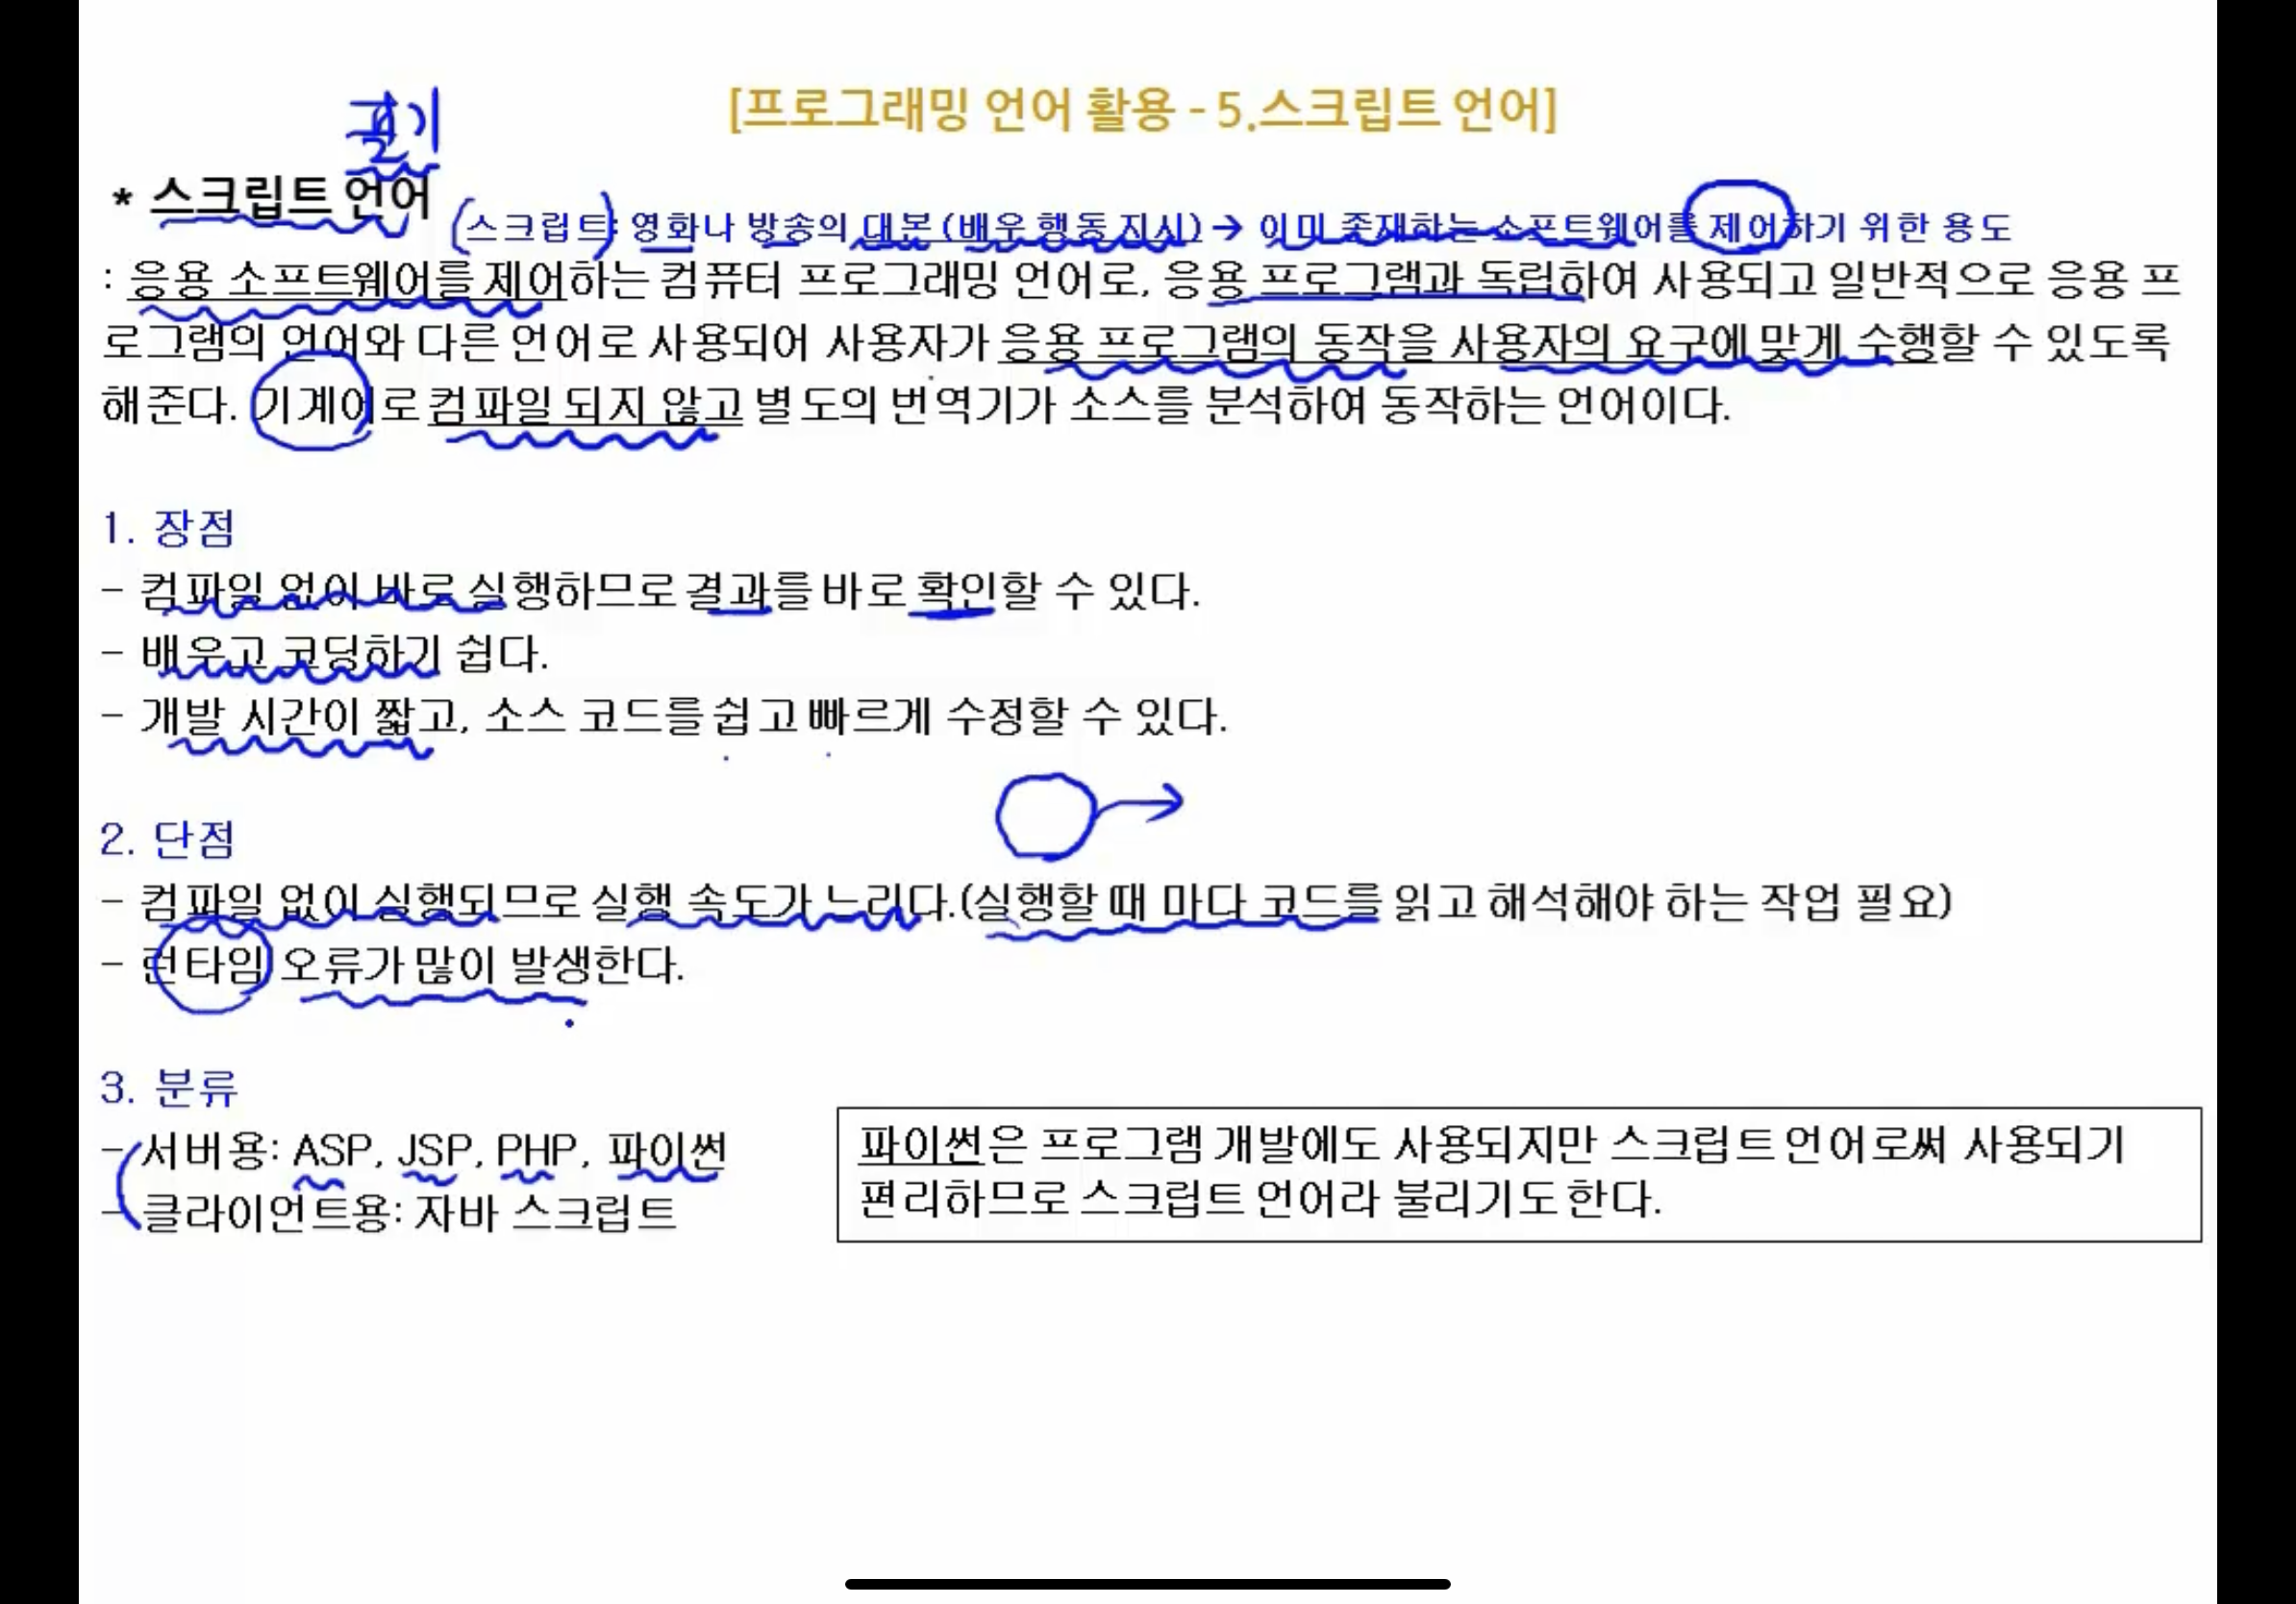 [프로그래밍 언어 활용 - 5.스크립트 언어]
필기
* 스크립트 언어
(스크립트): 영화나 방송의 대본 (배우 행동 지시) → 이미 존재하는 소프트웨어를 제어하기 위한 용도
: 응용 소프트웨어를 제어하는 컴퓨터 프로그래밍 언어로, 응용 프로그램과 독립하여 사용되고 일반적으로 응용 프
로그램의 언어와 다른 언어로 사용되어 사용자가 응용 프로그램의 동작을 사용자의 요구에 맞게 수행할 수 있도록
해준다. 기계어로 컴파일 되지 않고 별도의 번역기가 소스를 분석하여 동작하는 언어이다.
1. 장점
- 컴파일 없이 바로 실행하므로 결과를 바로 확인할 수 있다.
- 배우고 코딩하기 쉽다.
- 개발 시간이 짧고, 소스 코드를 쉽고 빠르게 수정할 수 있다.
2. 단점
- 컴파일 없이 실행되므로 실행 속도가 느리다.(실행할 때 마다 코드를 읽고 해석해야 하는 작업 필요)
- 런타임 오류가 많이 발생한다.
3. 분류
- 서버용: ASP, JSP, PHP, 파이썬
- 클라이언트용: 자바 스크립트
파이썬은 프로그램 개발에도 사용되지만 스크립트 언어로써 사용되기
편리하므로 스크립트 언어라 불리기도 한다.